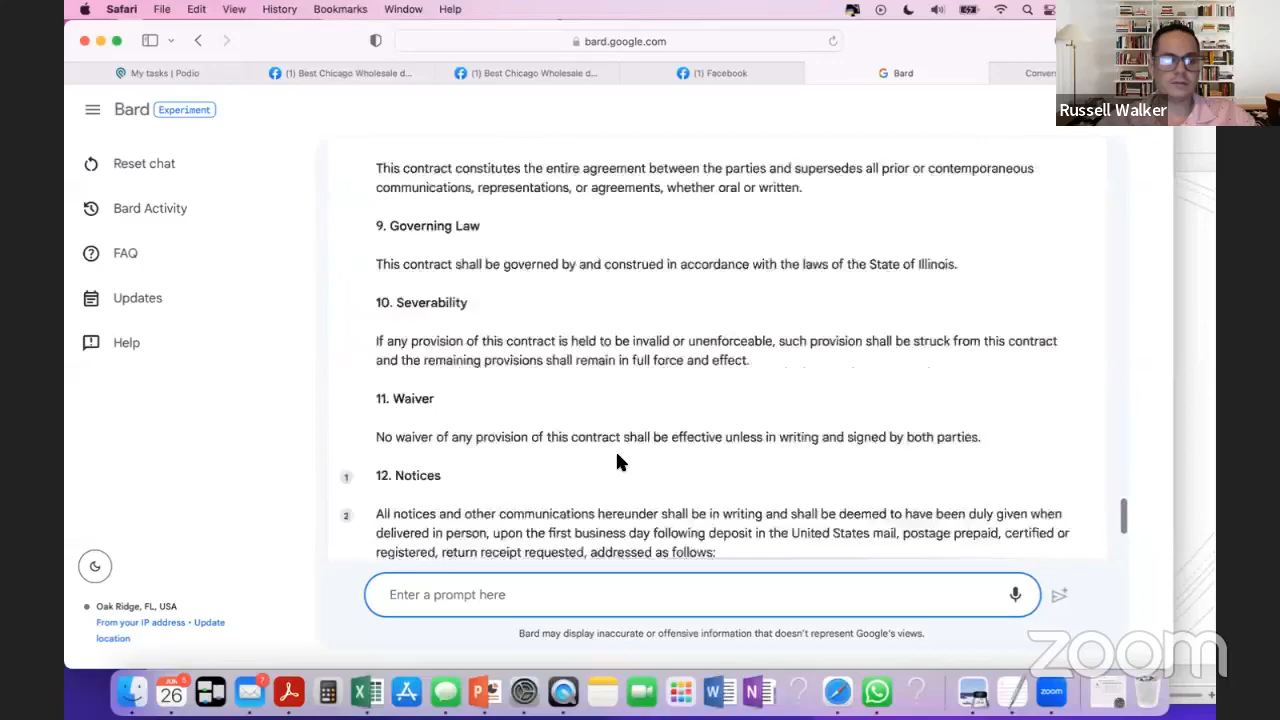 Safari File Edit View History Bookmarks Window Help
bard.google.com
My tasks | Podio
(1) Best Chicago Wholesale d...
(1) Best Chicago Wholesale d...
(1) Facebook
Bard
Conver
Russell Walker
Bard Experiment
Reset chat
Bard Activity
FAQ
Updates
Help
This contract constitutes the entire agreement between the parties and supersedes all prior or contemporaneous
communications, representations, or agreements, whether oral or written.
9. Governing Law
This contract shall be governed by and construed in accordance with the laws of the State of Illinois.
10. Severability
If any provision of this contract is held to be invalid or unenforceable, such provision shall be struck from this contract
and the remaining provisions shall remain in full force and effect.
11. Waiver
No waiver of any provision of this contract shall be effective unless in writing and signed by both parties.
1 12. Notices
2 All notices and other communications hereunder shall be in writing and shall be deemed to have been duly given when
delivered in person, upon the first business day following deposit in the United States mail, postage prepaid, certified or
registered, return receipt requested, addressed as follows:
Enter a prompt here
Bard may display inaccurate or offensive information that doesn't represent Google's views.
Oak Ridge, FL, USA
From your IP address • Update
location
zoom
JUN
26
5
7
zoom